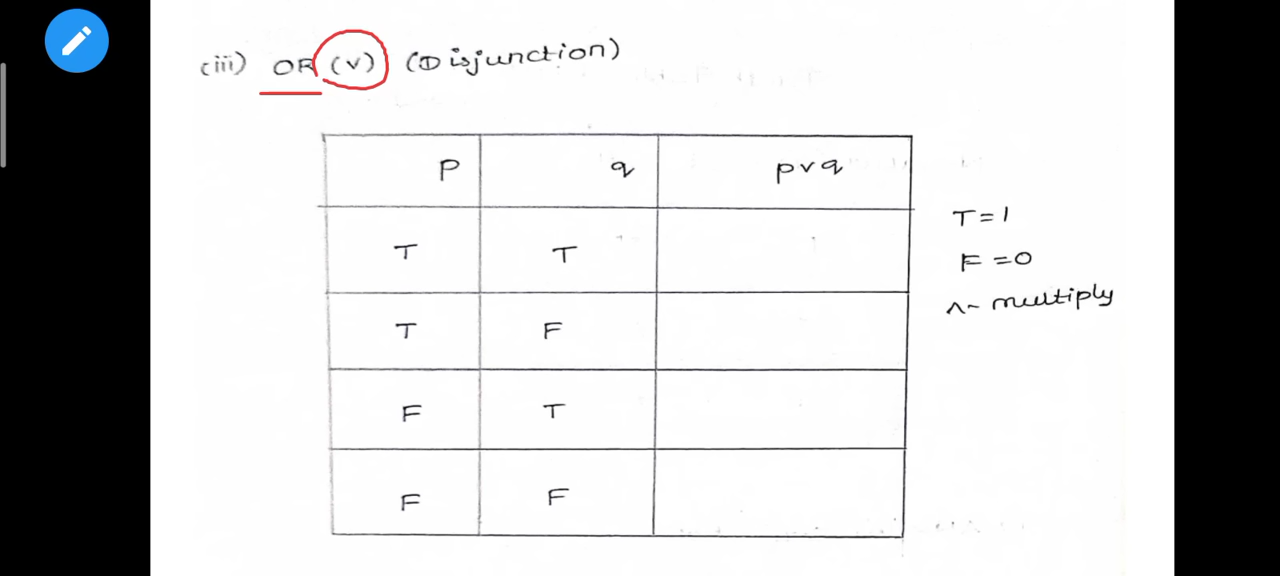 (iii) OR (v) (Disjunction)
p q pvq
T T
T F
F T
F F
T = 1
F = 0
∧ - multiply